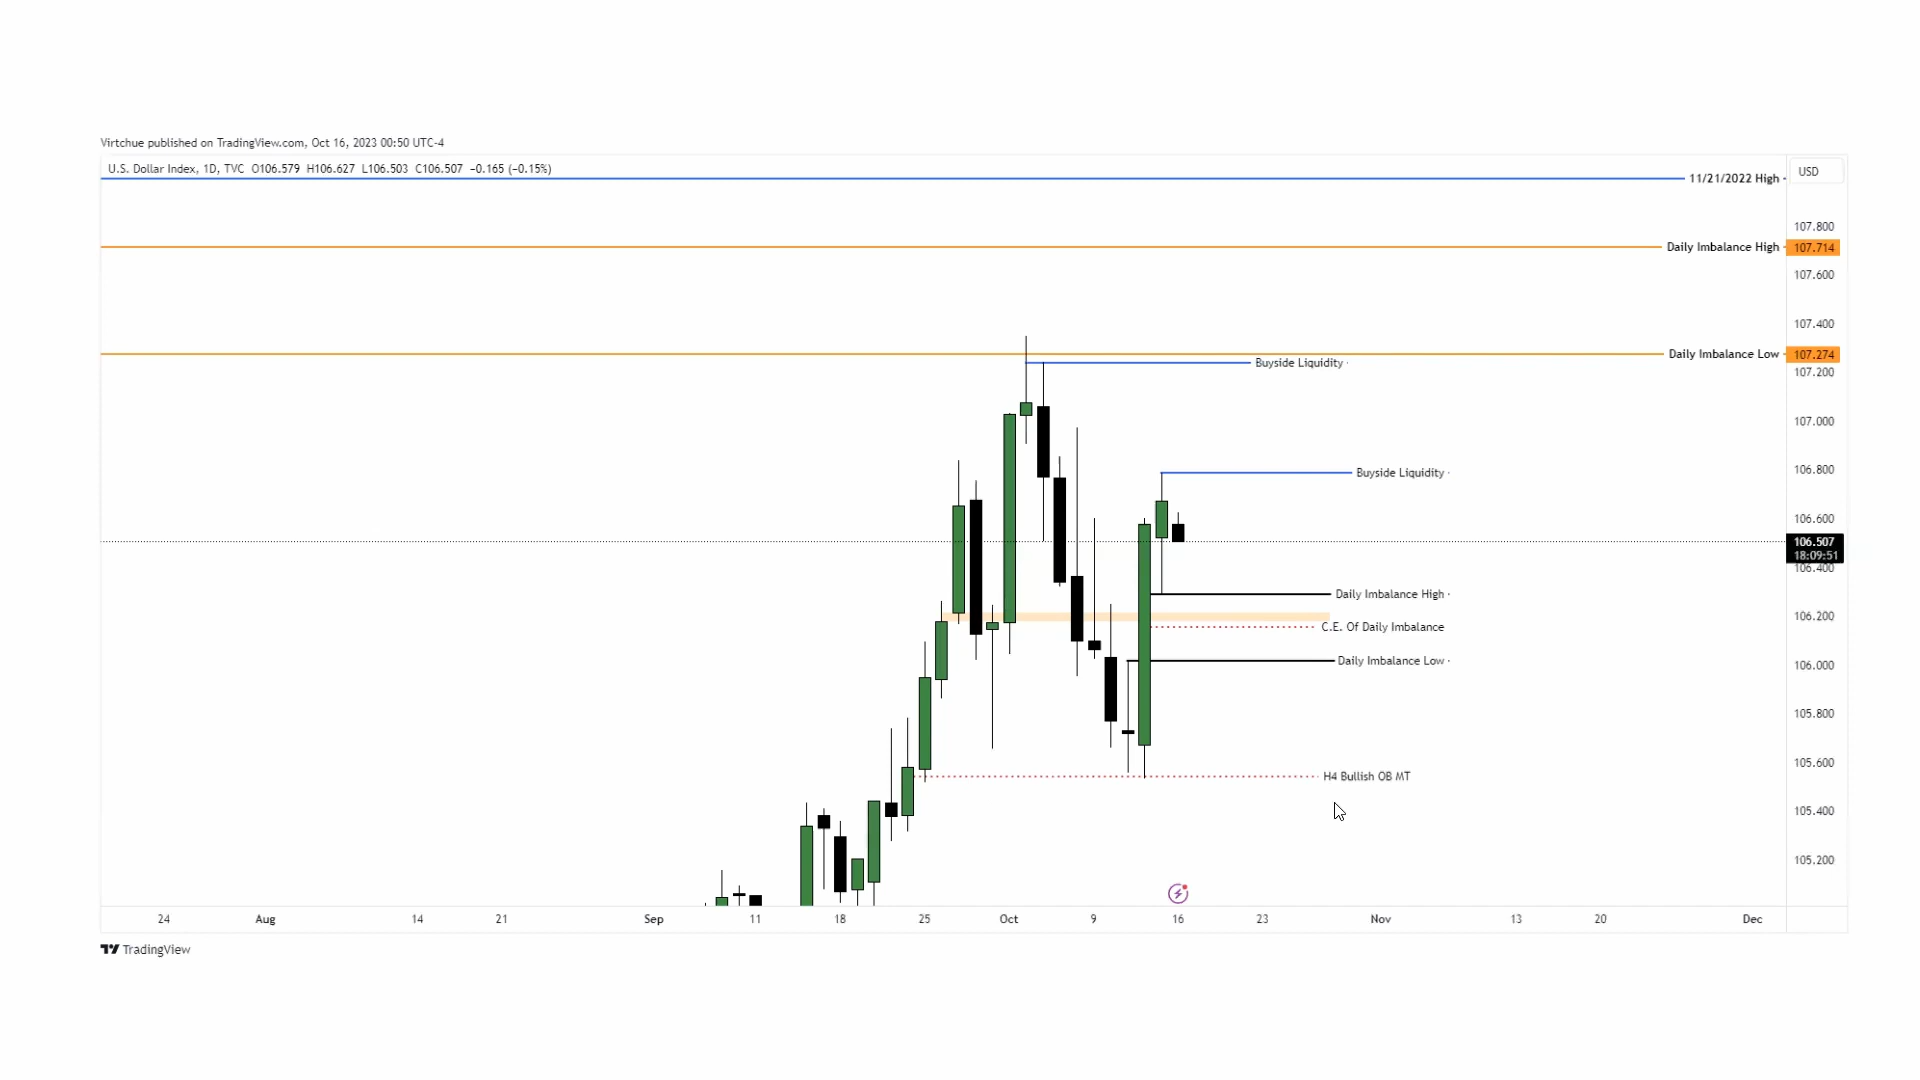 Virtchue published on TradingView.com, Oct 16, 2023 00:50 UTC-4
U.S. Dollar Index, 1D, TVC O106.579 H106.627 L106.503 C106.507 −0.165 (−0.15%)
USD
11/21/2022 High
107.800
Daily Imbalance High
107.714
107.600
107.400
Daily Imbalance Low
107.274
Buyside Liquidity
107.200
107.000
Buyside Liquidity
106.800
106.600
106.507
18:09:51
106.400
Daily Imbalance High
106.200
C.E. Of Daily Imbalance
Daily Imbalance Low
106.000
105.800
105.600
H4 Bullish OB MT
105.400
105.200
24 Aug 14 21 Sep 11 18 25 Oct 9 16 23 Nov 13 20 Dec
TradingView